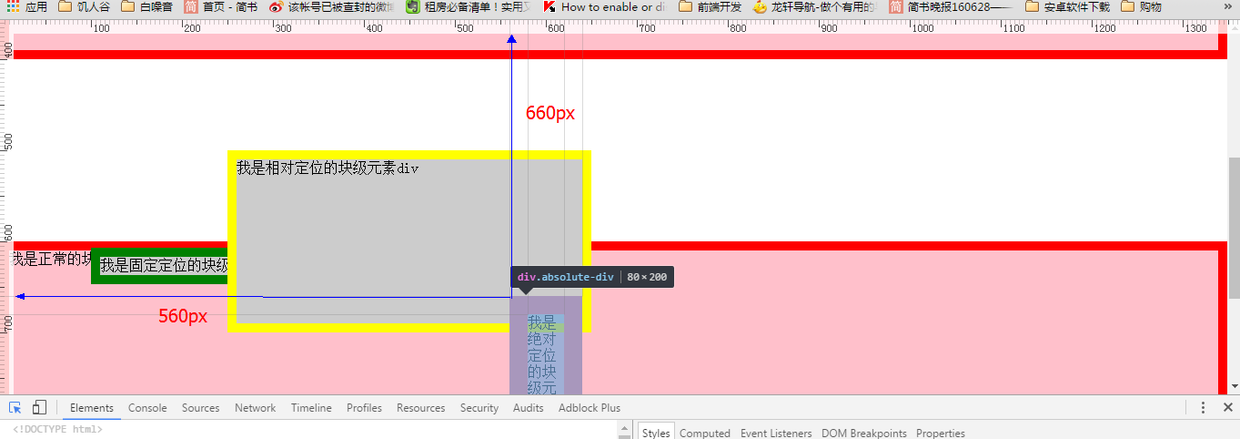 应用 饥人谷 白噪音 首页 - 简书 该帐号已被查封的微 租房必备清单！实用 How to enable or di 前端开发 龙轩导航-做个有用的 简书晚报160628—— 安卓软件下载 购物 »
100 200 300 400 500 600 700 800 900 1000 1100 1200 1300
400
660px
500
我是相对定位的块级元素div
600
我是正常的块
我是固定定位的块级
div.absolute-div 80×200
560px
700
我是
绝对
定位
的块
级元
Elements Console Sources Network Timeline Profiles Resources Security Audits Adblock Plus
<!DOCTYPE html>
Styles Computed Event Listeners DOM Breakpoints Properties